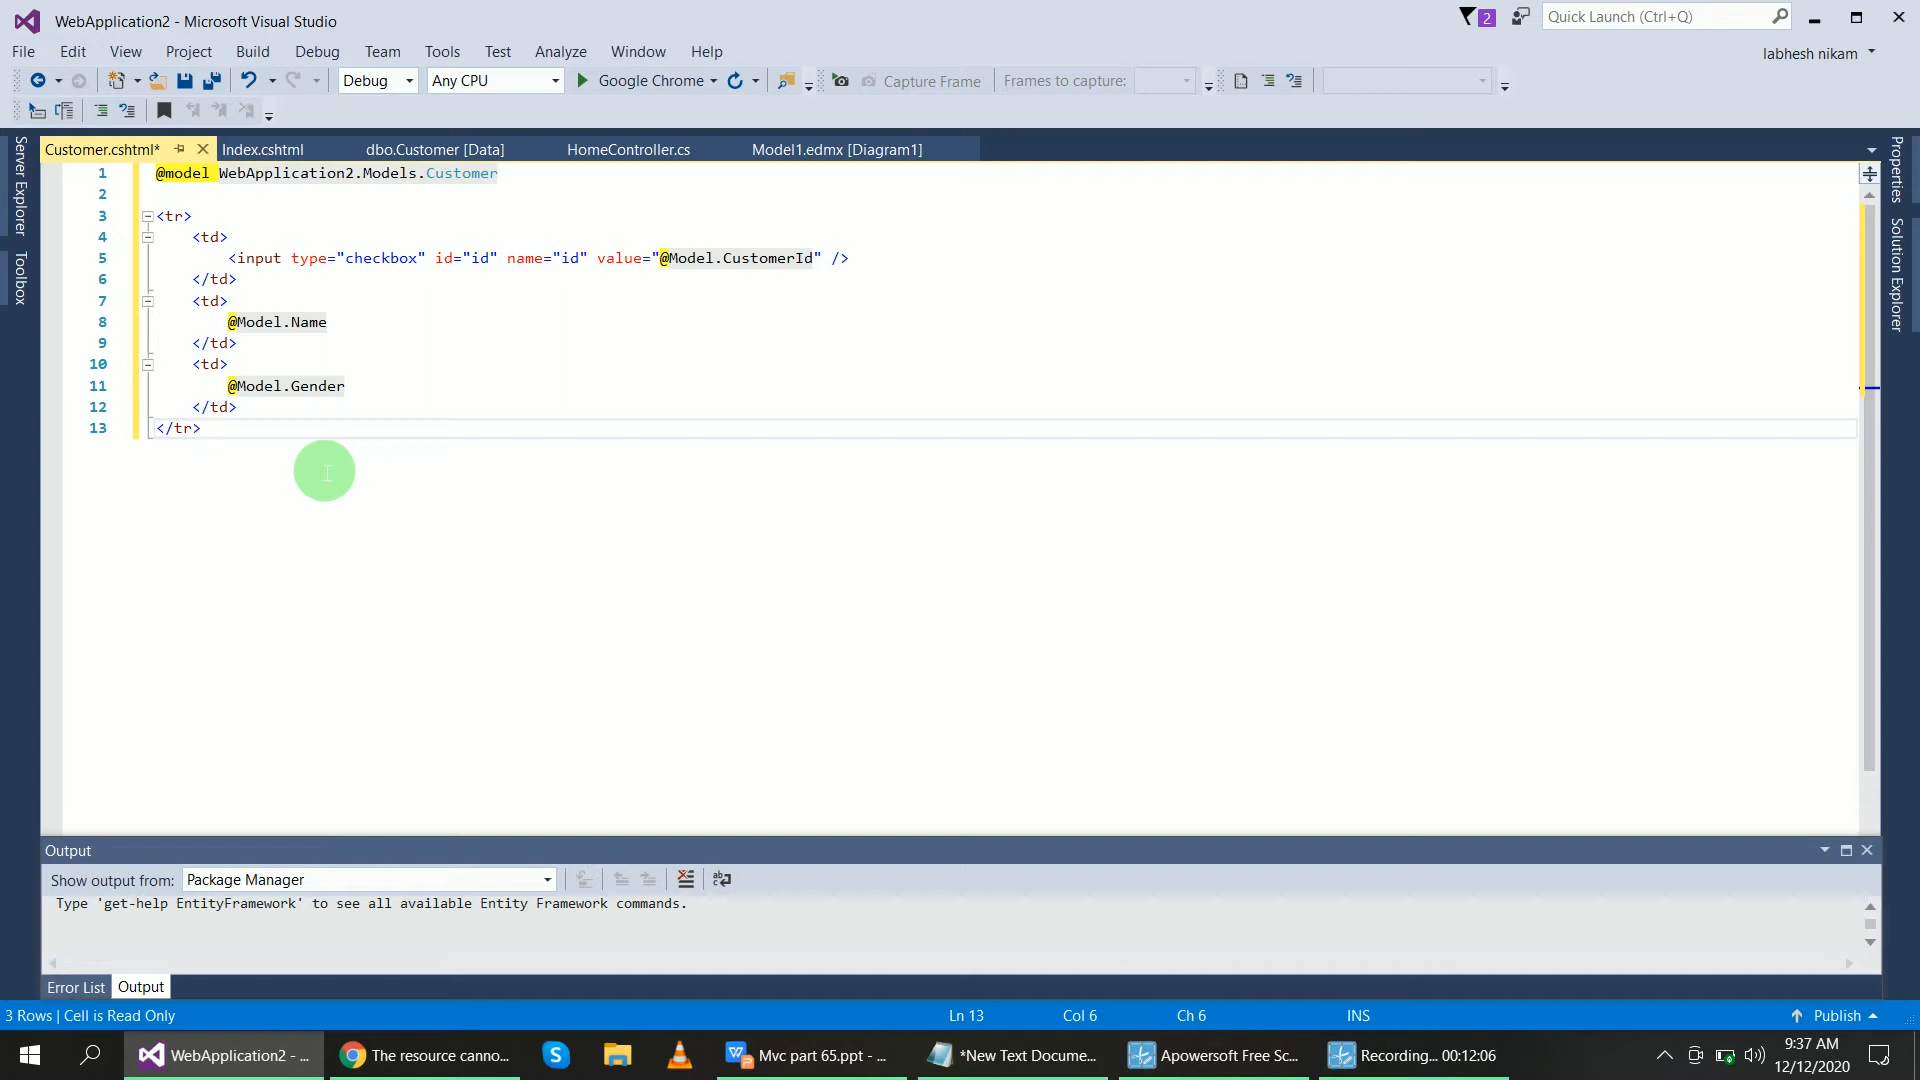 WebApplication2 - Microsoft Visual Studio
2
Quick Launch (Ctrl+Q)
File Edit View Project Build Debug Team Tools Test Analyze Window Help
labhesh nikam
Debug Any CPU Google Chrome Capture Frame Frames to capture:
Customer.cshtml* Index.cshtml dbo.Customer [Data] HomeController.cs Model1.edmx [Diagram1]
Server Explorer
Toolbox
Properties
Solution Explorer
1 @model WebApplication2.Models.Customer
2
3 <tr>
4 <td>
5 <input type="checkbox" id="id" name="id" value="@Model.CustomerId" />
6 </td>
7 <td>
8 @Model.Name
9 </td>
10 <td>
11 @Model.Gender
12 </td>
13 </tr>
Output
Show output from: Package Manager
Type 'get-help EntityFramework' to see all available Entity Framework commands.
Error List Output
3 Rows | Cell is Read Only Ln 13 Col 6 Ch 6 INS Publish
WebApplication2 - ... The resource canno... Mvc part 65.ppt - ... *New Text Docume... Apowersoft Free Sc... Recording... 00:12:06
9:37 AM
12/12/2020